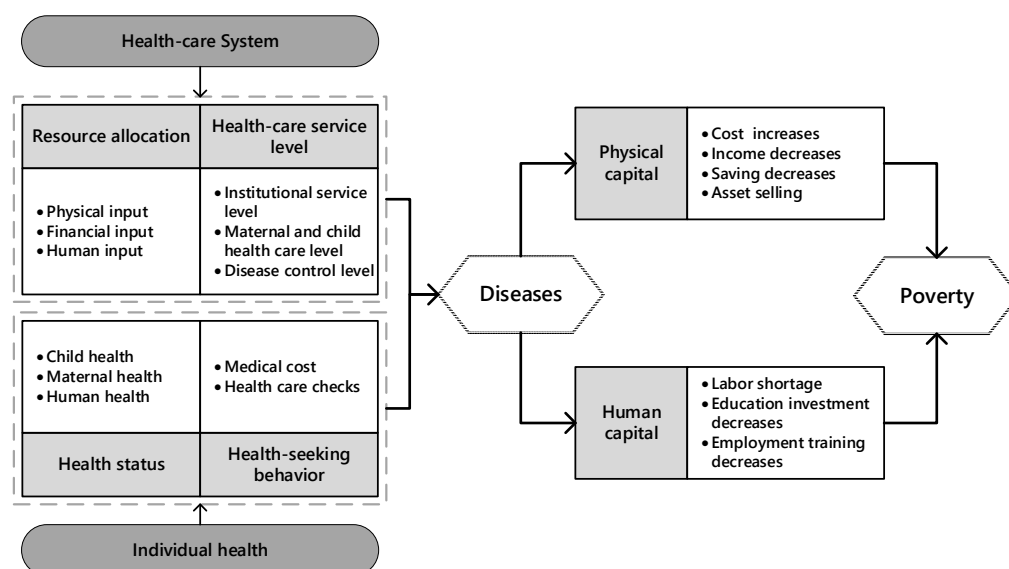 Health-care System
Resource allocation
Health-care service
level
• Physical input
• Financial input
• Human input
• Institutional service
level
• Maternal and child
health care level
• Disease control level
• Child health
• Maternal health
• Human health
• Medical cost
• Health care checks
Health status
Health-seeking
behavior
Individual health
Diseases
Physical
capital
• Cost increases
• Income decreases
• Saving decreases
• Asset selling
Human
capital
• Labor shortage
• Education investment
decreases
• Employment training
decreases
Poverty